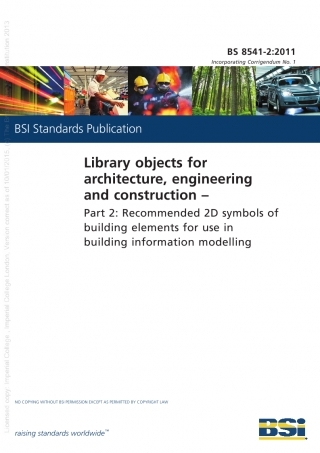 BS 8541-2:2011
Incorporating Corrigendum No. 1
BSI Standards Publication
Library objects for
architecture, engineering
and construction –
Part 2: Recommended 2D symbols of
building elements for use in
building information modelling
NO COPYING WITHOUT BSI PERMISSION EXCEPT AS PERMITTED BY COPYRIGHT LAW
raising standards worldwide™
BSi